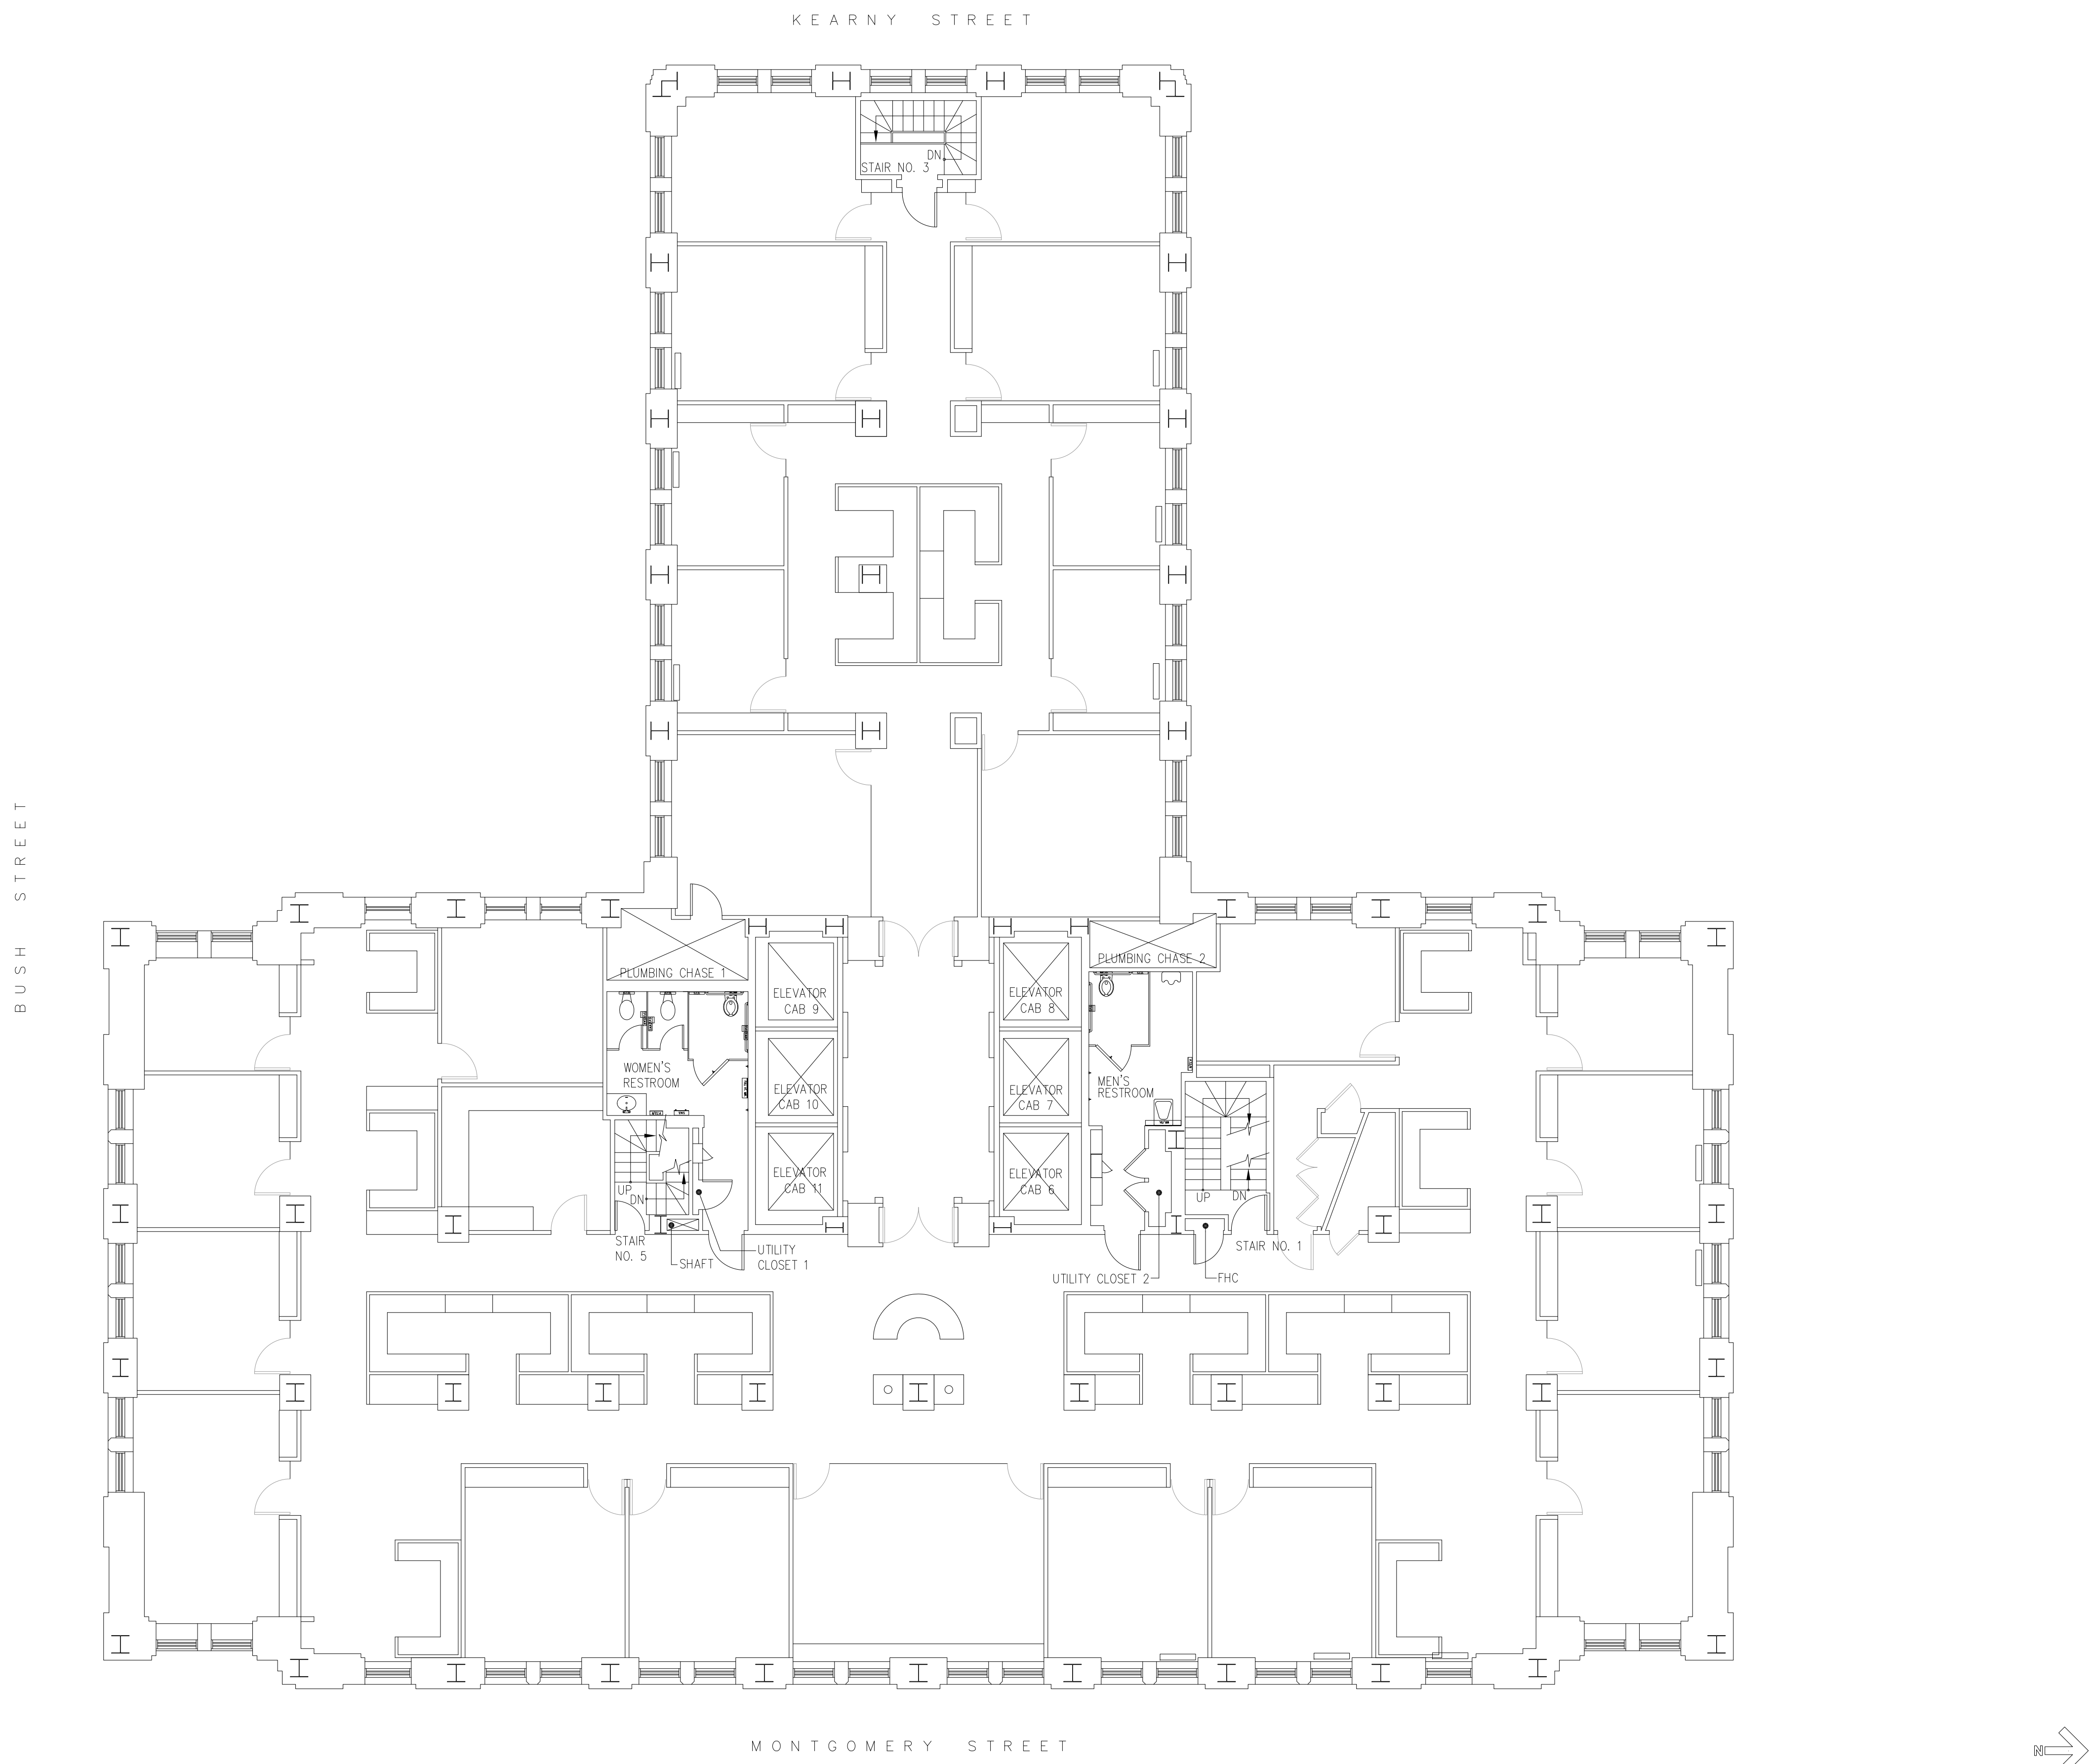 KEARNY STREET
DN
STAIR NO. 3
BUSH STREET
PLUMBING CHASE 1
PLUMBING CHASE 2
ELEVATOR
CAB 9
ELEVATOR
CAB 8
WOMEN'S
RESTROOM
ELEVATOR
CAB 10
ELEVATOR
CAB 7
MEN'S
RESTROOM
ELEVATOR
CAB 11
ELEVATOR
CAB 6
UP
DN
UP
DN
STAIR
NO. 5
SHAFT
UTILITY
CLOSET 1
STAIR NO. 1
UTILITY CLOSET 2
FHC
MONTGOMERY STREET
N